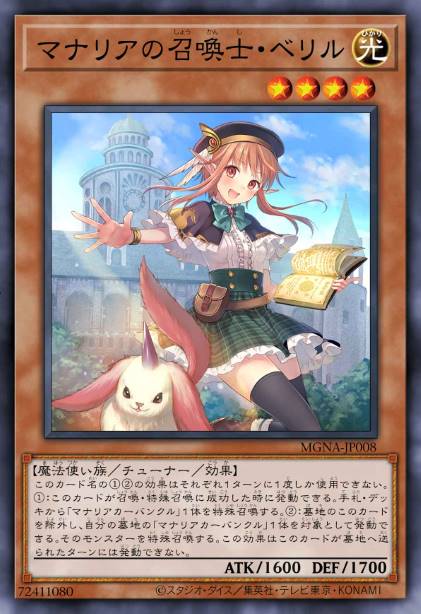 マナリアの召喚士・ベリル
光
MGNA-JP008
【魔法使い族／チューナー／効果】
このカード名の①②の効果はそれぞれ1ターンに1度しか使用できない。
①：このカードが召喚・特殊召喚に成功した時に発動できる。手札・デッ
キから「マナリアカーバンクル」1体を特殊召喚する。②：墓地のこのカード
を除外し、自分の墓地の「マナリアカーバンクル」1体を対象として発動で
きる。そのモンスターを特殊召喚する。この効果はこのカードが墓地へ送
られたターンには発動できない。
ATK/1600 DEF/1700
72411080 ©スタジオ・ダイス／集英社・テレビ東京・KONAMI